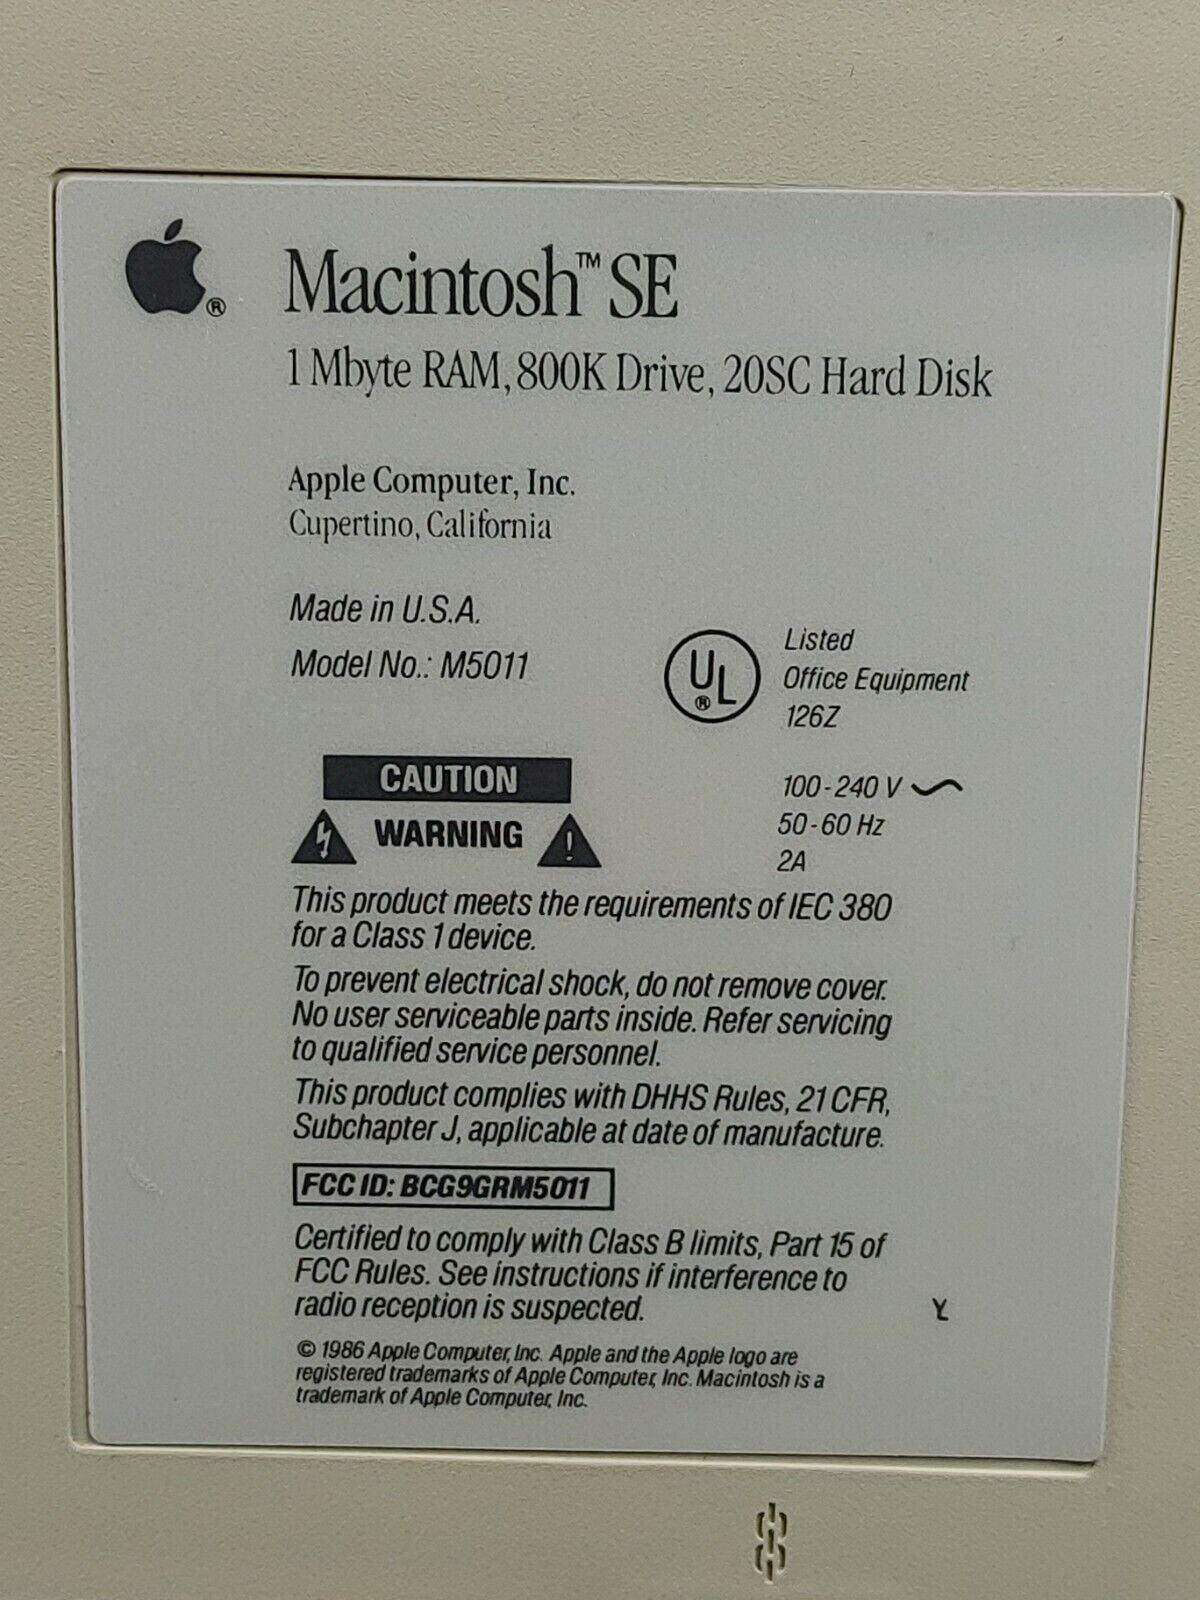 ®
Macintosh™ SE
1 Mbyte RAM, 800K Drive, 20SC Hard Disk
Apple Computer, Inc.
Cupertino, California
Made in U.S.A.
Model No.: M5011
UL ®
Listed
Office Equipment
126Z
100-240 V
50-60 Hz
2A
CAUTION
WARNING
This product meets the requirements of IEC 380
for a Class 1 device.
To prevent electrical shock, do not remove cover.
No user serviceable parts inside. Refer servicing
to qualified service personnel.
This product complies with DHHS Rules, 21 CFR,
Subchapter J, applicable at date of manufacture.
FCC ID: BCG9GRM5011
Certified to comply with Class B limits, Part 15 of
FCC Rules. See instructions if interference to
radio reception is suspected.
© 1986 Apple Computer, Inc. Apple and the Apple logo are
registered trademarks of Apple Computer, Inc. Macintosh is a
trademark of Apple Computer, Inc.